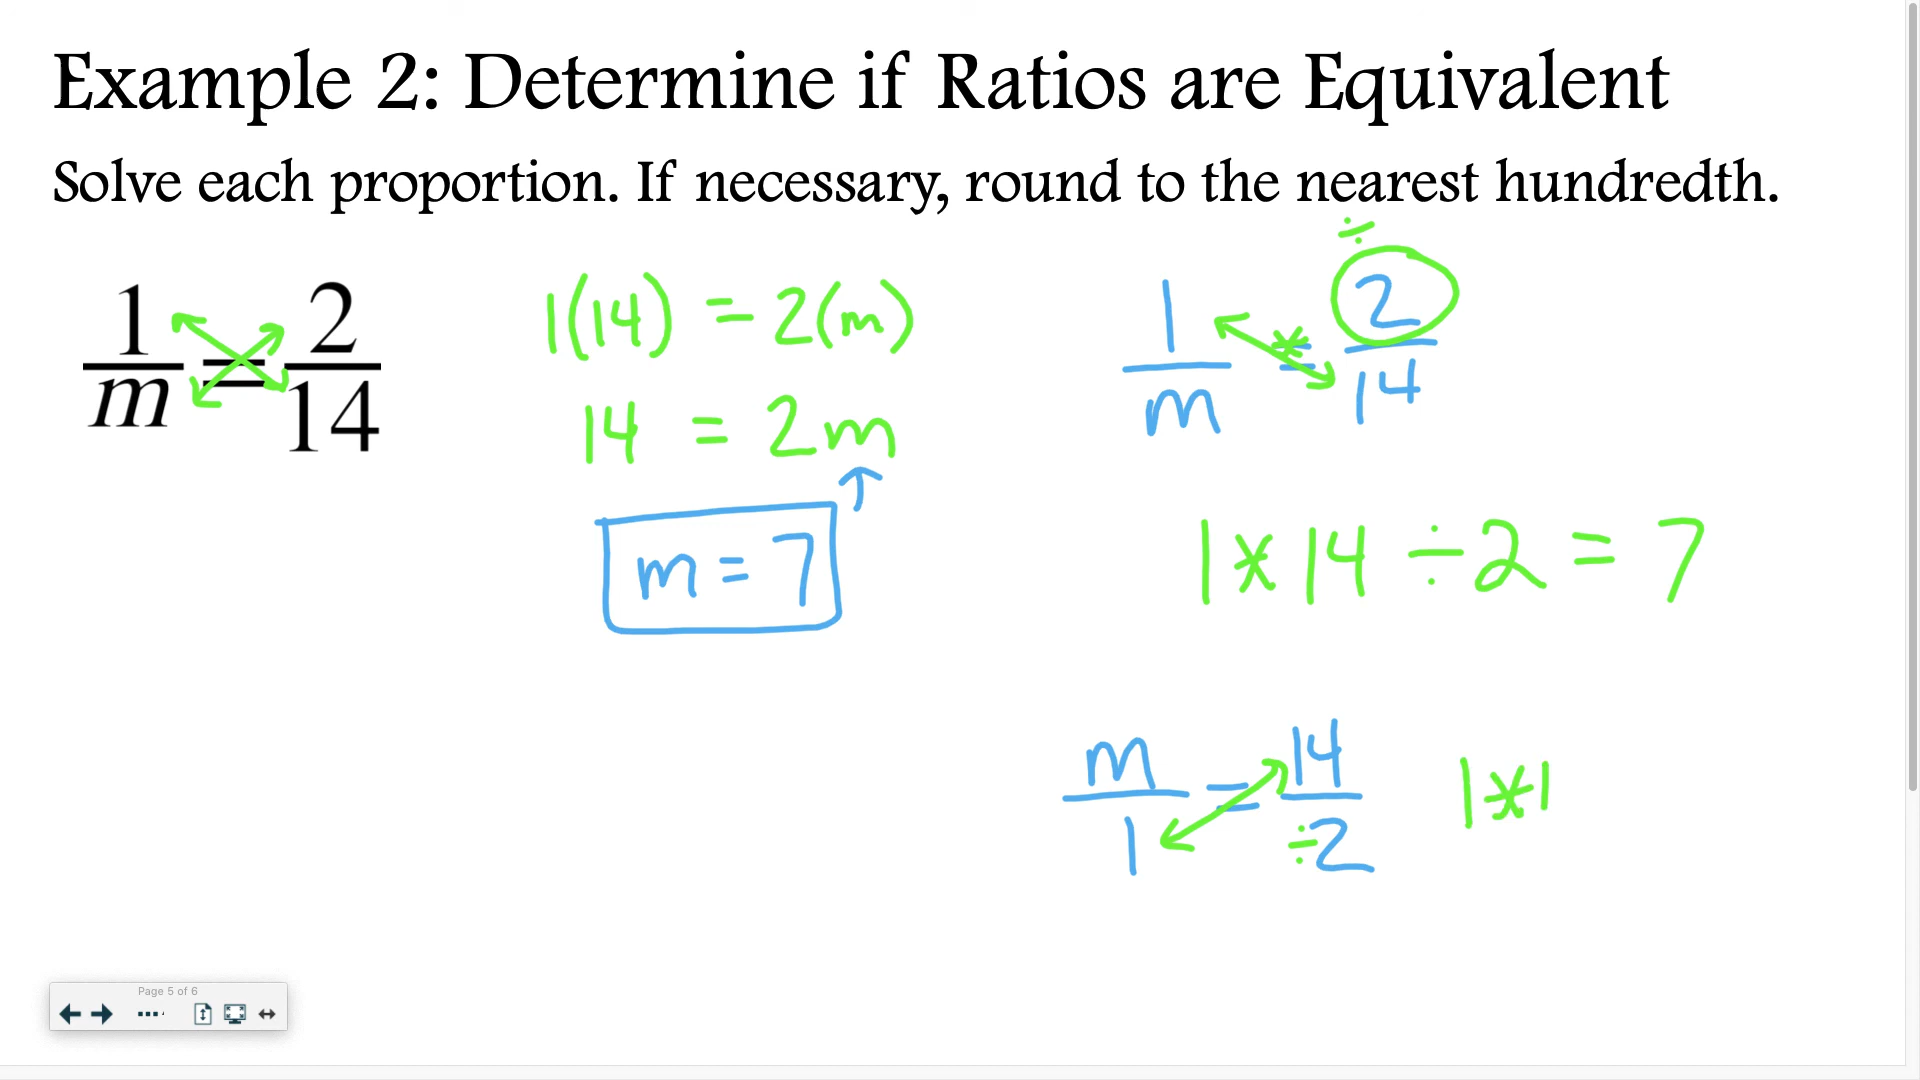 Example 2: Determine if Ratios are Equivalent
Solve each proportion. If necessary, round to the nearest hundredth.
1/m = 2/14
1(14) = 2(m)
14 = 2m
↑
m = 7
÷
1/m * = 2/14
1 * 14 ÷ 2 = 7
m/1 = 14/÷2
1*1
Page 5 of 6